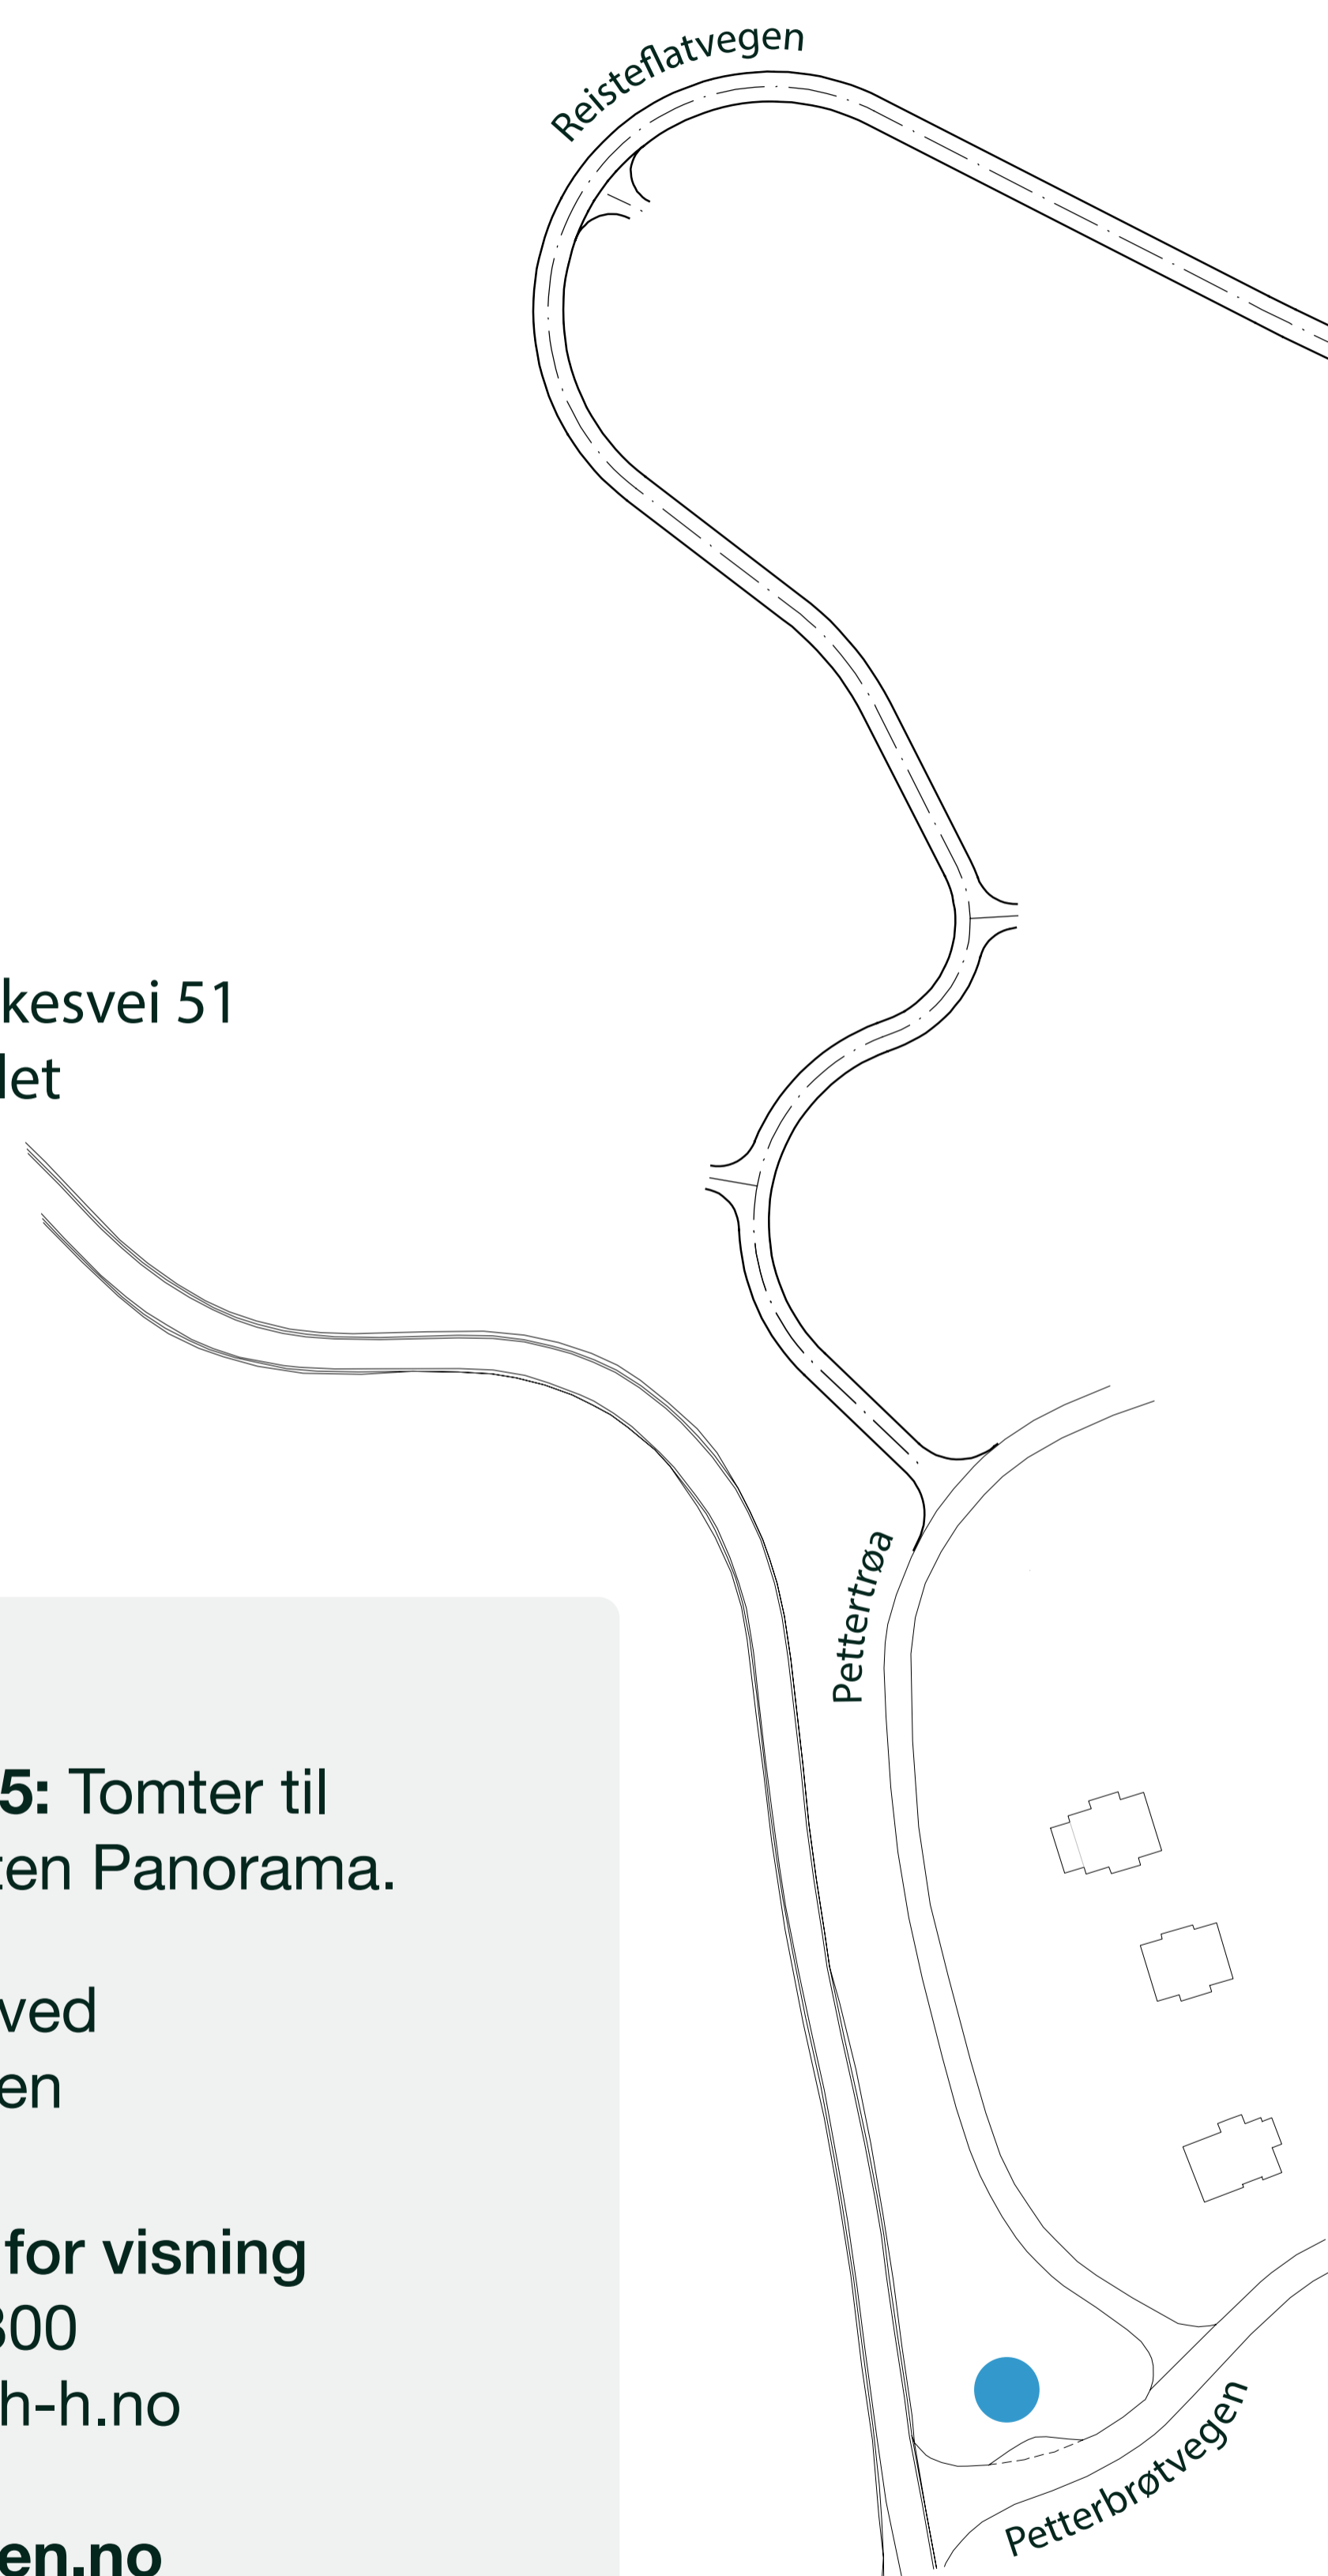 Reisteflatvegen
kesvei 51
let
Pettertrøa
5: Tomter til
ten Panorama.
ved
en
for visning
300
h-h.no
en.no
Petterbrøtvegen